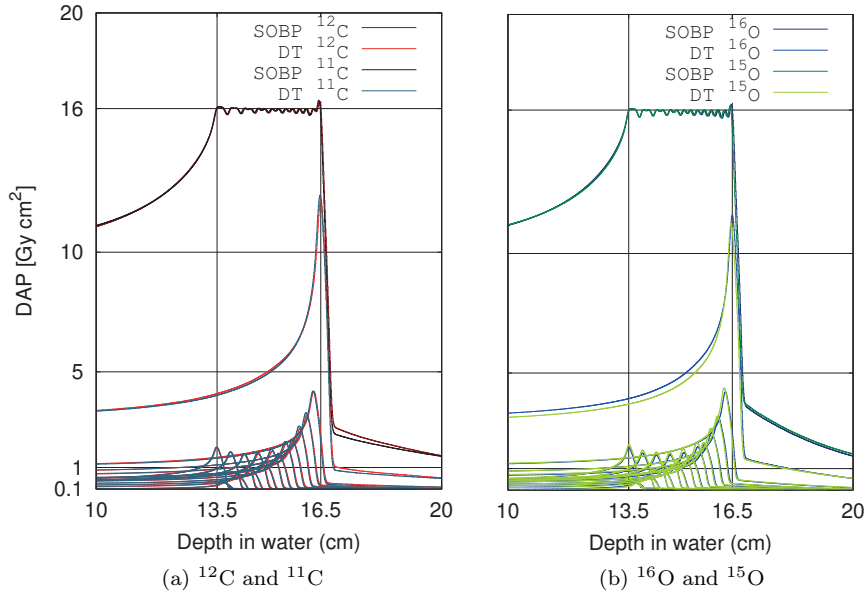 DAP [Gy cm²]
20
16
10
5
1
0.1
SOBP ¹²C
DT ¹²C
SOBP ¹¹C
DT ¹¹C
10 13.5 16.5 20
Depth in water (cm)
(a) ¹²C and ¹¹C
SOBP ¹⁶O
DT ¹⁶O
SOBP ¹⁵O
DT ¹⁵O
10 13.5 16.5 20
Depth in water (cm)
(b) ¹⁶O and ¹⁵O